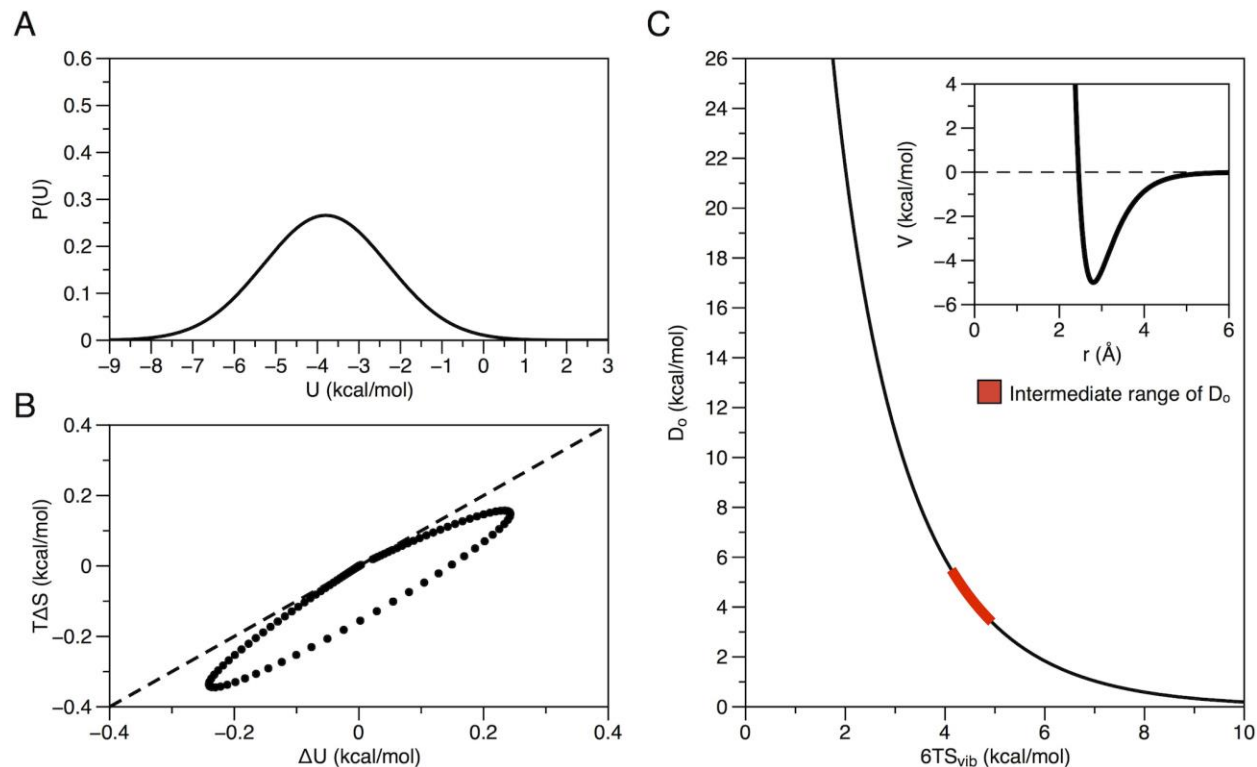 A
0.6
0.5
0.4
0.3
0.2
0.1
0
P(U)
−9 −8 −7 −6 −5 −4 −3 −2 −1 0 1 2 3
U (kcal/mol)
B
0.4
0.2
0
−0.2
−0.4
TΔS (kcal/mol)
−0.4 −0.2 0 0.2 0.4
ΔU (kcal/mol)
C
26
24
22
20
18
16
14
12
10
8
6
4
2
0
Do (kcal/mol)
0 2 4 6 8 10
6TSvib (kcal/mol)
4
2
0
−2
−4
−6
V (kcal/mol)
0 2 4 6
r (Å)
Intermediate range of Do